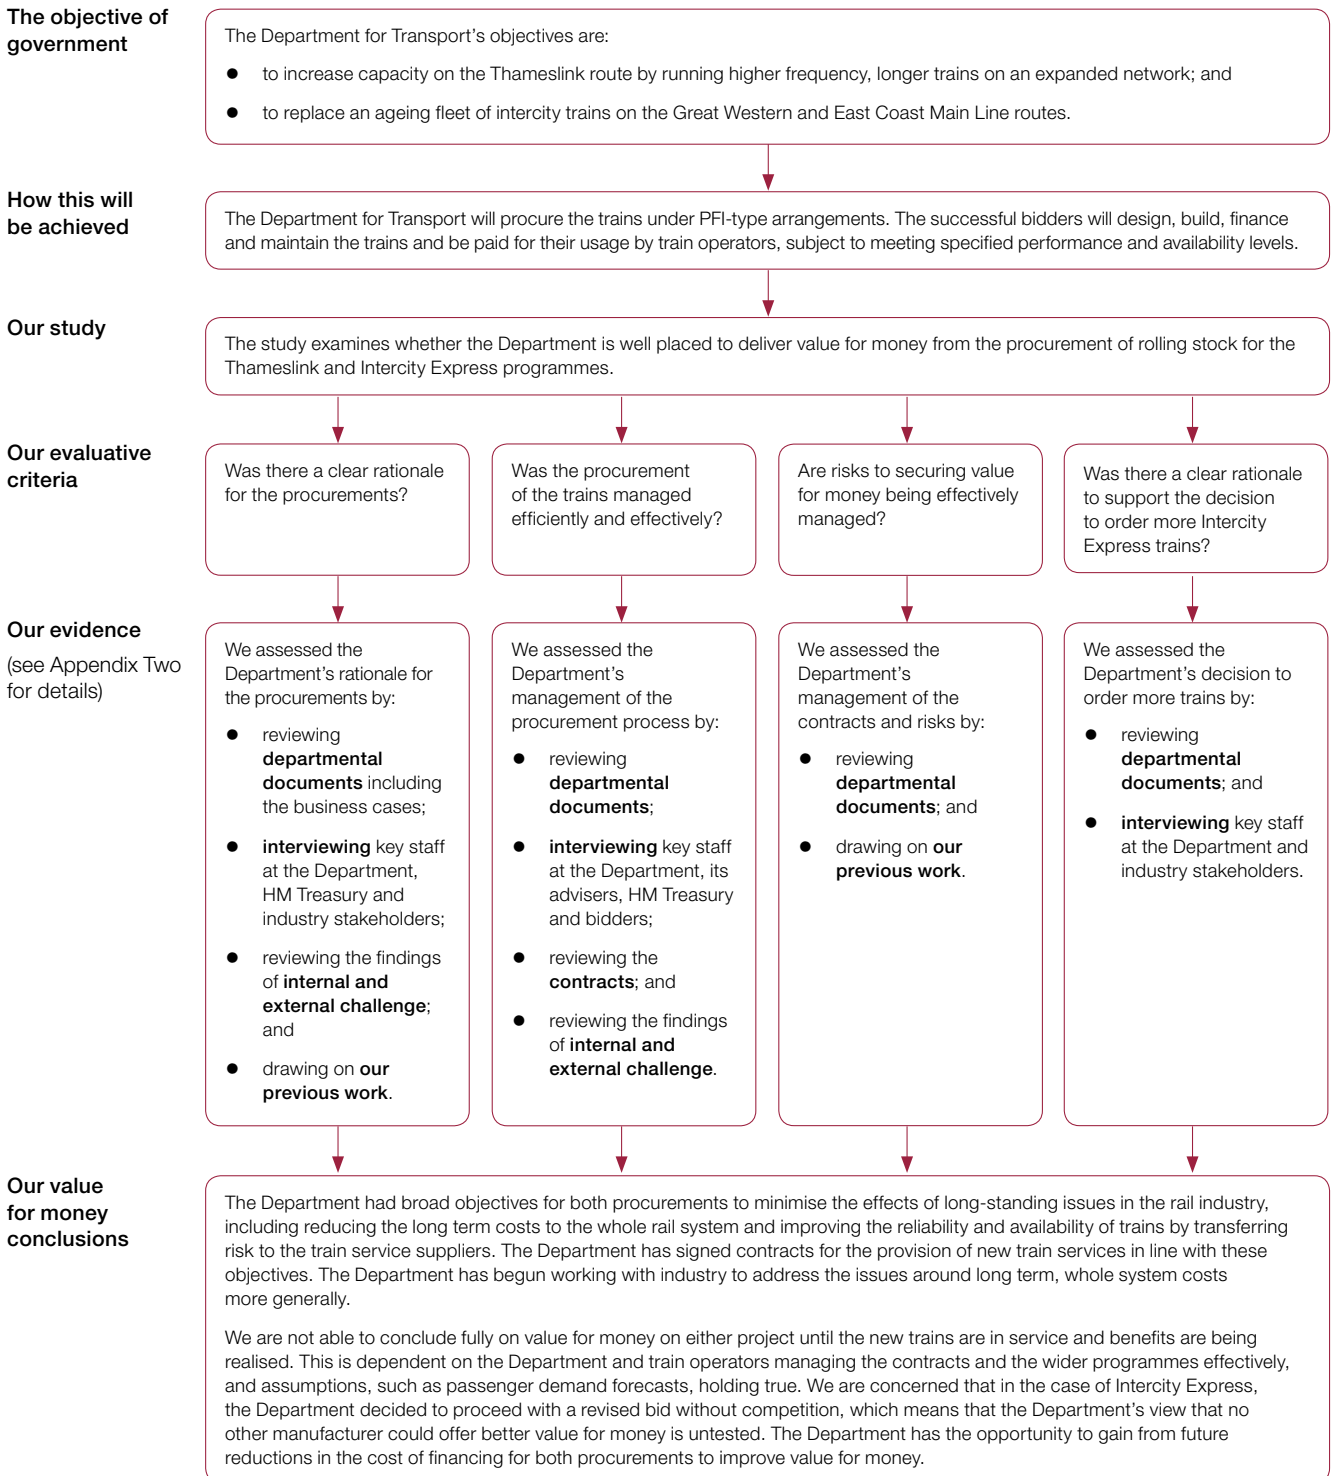 The objective of
government
The Department for Transport's objectives are:
● to increase capacity on the Thameslink route by running higher frequency, longer trains on an expanded network; and
● to replace an ageing fleet of intercity trains on the Great Western and East Coast Main Line routes.
How this will
be achieved
The Department for Transport will procure the trains under PFI-type arrangements. The successful bidders will design, build, finance
and maintain the trains and be paid for their usage by train operators, subject to meeting specified performance and availability levels.
Our study
The study examines whether the Department is well placed to deliver value for money from the procurement of rolling stock for the
Thameslink and Intercity Express programmes.
Our evaluative
criteria
Was there a clear rationale
for the procurements?
Was the procurement
of the trains managed
efficiently and effectively?
Are risks to securing value
for money being effectively
managed?
Was there a clear rationale
to support the decision
to order more Intercity
Express trains?
Our evidence
(see Appendix Two
for details)
We assessed the
Department's rationale for
the procurements by:
● reviewing
departmental
documents including
the business cases;
● interviewing key staff
at the Department,
HM Treasury and
industry stakeholders;
● reviewing the findings
of internal and
external challenge;
and
● drawing on our
previous work.
We assessed the
Department's
management of the
procurement process by:
● reviewing
departmental
documents;
● interviewing key staff
at the Department, its
advisers, HM Treasury
and bidders;
● reviewing the
contracts; and
● reviewing the findings
of internal and
external challenge.
We assessed the
Department's
management of the
contracts and risks by:
● reviewing
departmental
documents; and
● drawing on our
previous work.
We assessed the
Department's decision to
order more trains by:
● reviewing
departmental
documents; and
● interviewing key staff
at the Department and
industry stakeholders.
Our value
for money
conclusions
The Department had broad objectives for both procurements to minimise the effects of long-standing issues in the rail industry,
including reducing the long term costs to the whole rail system and improving the reliability and availability of trains by transferring
risk to the train service suppliers. The Department has signed contracts for the provision of new train services in line with these
objectives. The Department has begun working with industry to address the issues around long term, whole system costs
more generally.
We are not able to conclude fully on value for money on either project until the new trains are in service and benefits are being
realised. This is dependent on the Department and train operators managing the contracts and the wider programmes effectively,
and assumptions, such as passenger demand forecasts, holding true. We are concerned that in the case of Intercity Express,
the Department decided to proceed with a revised bid without competition, which means that the Department's view that no
other manufacturer could offer better value for money is untested. The Department has the opportunity to gain from future
reductions in the cost of financing for both procurements to improve value for money.